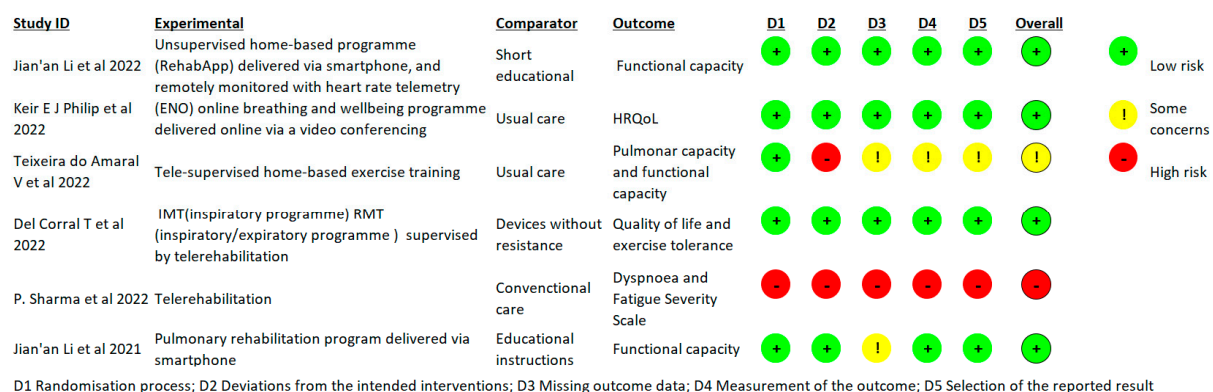 Study ID Experimental Comparator Outcome D1 D2 D3 D4 D5 Overall
Jian'an Li et al 2022
Unsupervised home-based programme
(RehabApp) delivered via smartphone, and
remotely monitored with heart rate telemetry
Short
educational
Functional capacity
+ + + + + +
Keir E J Philip et al
2022
(ENO) online breathing and wellbeing programme
delivered online via a video conferencing
Usual care
HRQoL
+ + + + + +
Teixeira do Amaral
V et al 2022
Tele-supervised home-based exercise training
Usual care
Pulmonar capacity
and functional
capacity
+ - ! ! ! !
Del Corral T et al
2022
IMT(inspiratory programme) RMT
(inspiratory/expiratory programme ) supervised
by telerehabilitation
Devices without
resistance
Quality of life and
exercise tolerance
+ + + + + +
P. Sharma et al 2022
Telerehabilitation
Convenctional
care
Dyspnoea and
Fatigue Severity
Scale
- - - - - -
Jian'an Li et al 2021
Pulmonary rehabilitation program delivered via
smartphone
Educational
instructions
Functional capacity
+ + ! + + +
+ Low risk
! Some
concerns
- High risk
D1 Randomisation process; D2 Deviations from the intended interventions; D3 Missing outcome data; D4 Measurement of the outcome; D5 Selection of the reported result